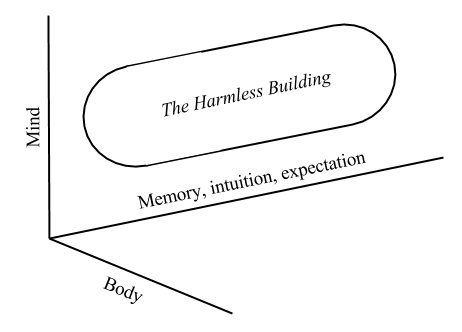 The Harmless Building
Mind
Memory, intuition, expectation
Body